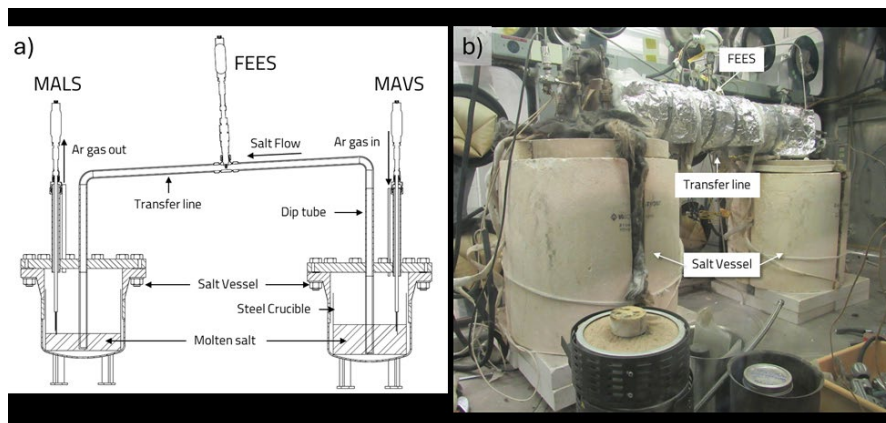 a)
FEES
MALS
MAVS
Ar gas out
Salt Flow
Ar gas in
Transfer line
Dip tube
Salt Vessel
Steel Crucible
Molten salt
b)
FEES
Transfer line
Salt Vessel